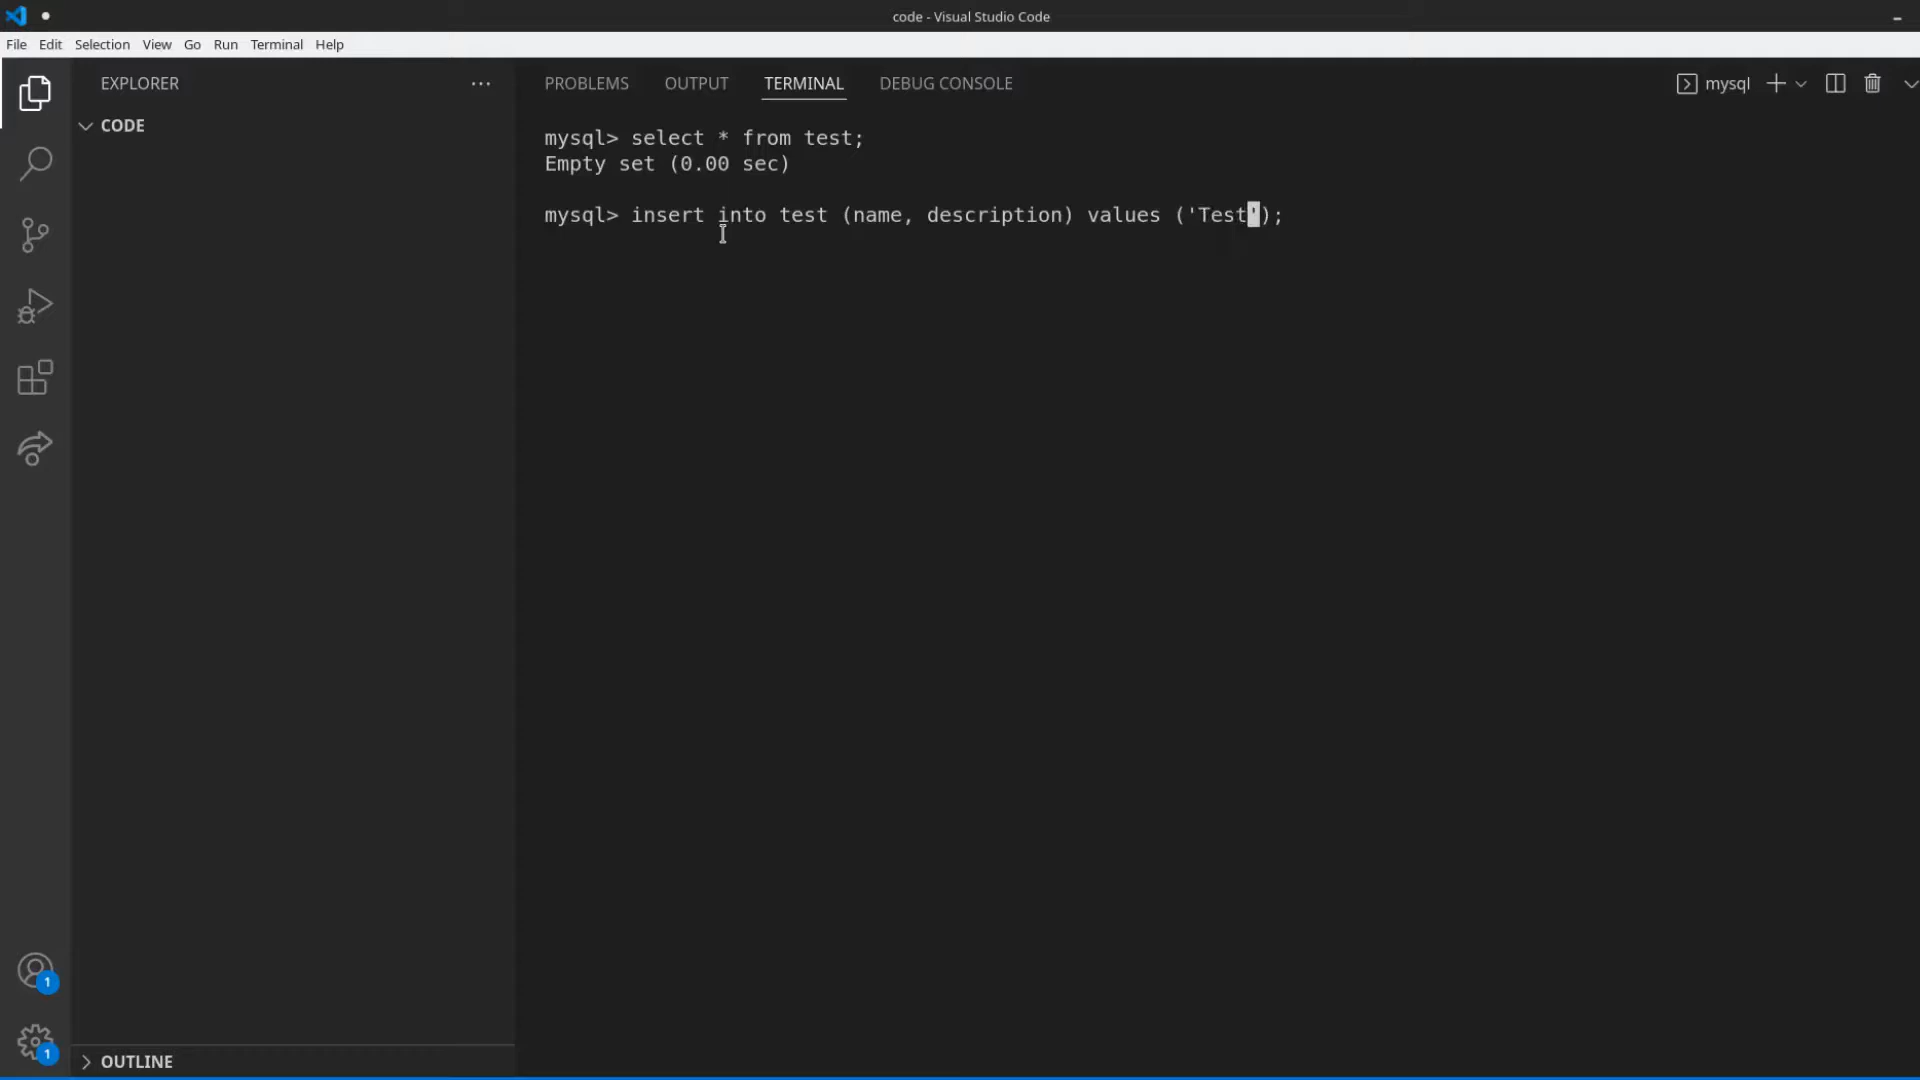 code - Visual Studio Code
File Edit Selection View Go Run Terminal Help
EXPLORER
PROBLEMS OUTPUT TERMINAL DEBUG CONSOLE
mysql
CODE
mysql> select * from test;
Empty set (0.00 sec)
mysql> insert into test (name, description) values ('Test');
1
1
OUTLINE